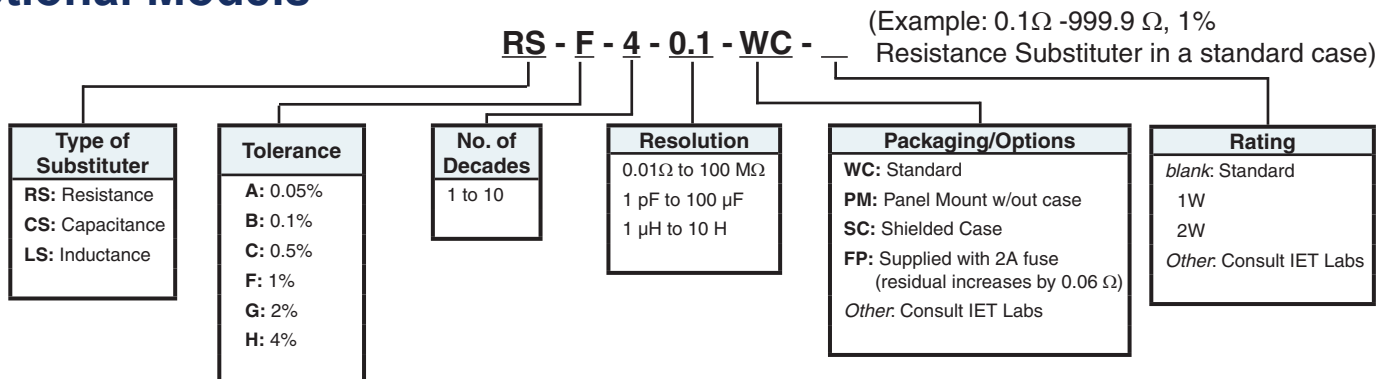 RS - F - 4 - 0.1 - WC - __
(Example: 0.1Ω -999.9 Ω, 1%
Resistance Substituter in a standard case)
Type of
Substituter
RS: Resistance
CS: Capacitance
LS: Inductance
Tolerance
A: 0.05%
B: 0.1%
C: 0.5%
F: 1%
G: 2%
H: 4%
No. of
Decades
1 to 10
Resolution
0.01Ω to 100 MΩ
1 pF to 100 µF
1 µH to 10 H
Packaging/Options
WC: Standard
PM: Panel Mount w/out case
SC: Shielded Case
FP: Supplied with 2A fuse
(residual increases by 0.06 Ω)
Other: Consult IET Labs
Rating
blank: Standard
1W
2W
Other: Consult IET Labs